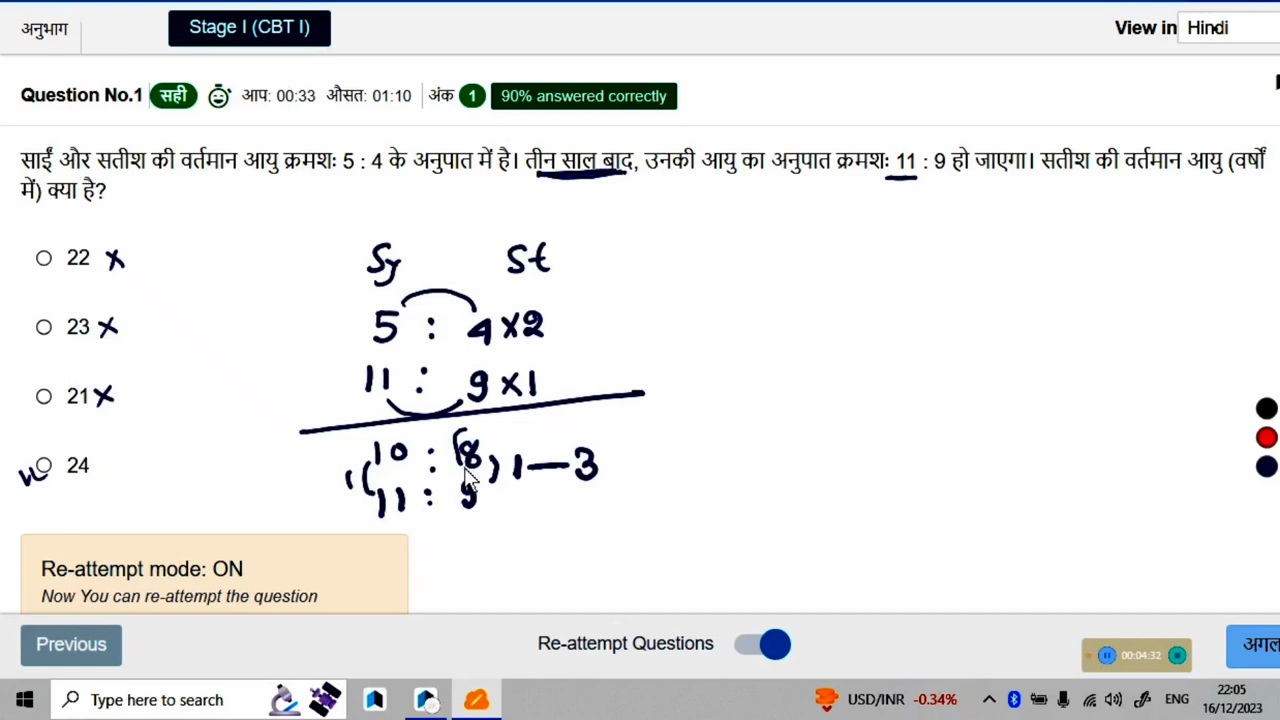 अनुभाग
Stage I (CBT I)
View in Hindi
Question No.1 सही आप: 00:33 औसत: 01:10 अंक 1 90% answered correctly
साईं और सतीश की वर्तमान आयु क्रमशः 5 : 4 के अनुपात में है। तीन साल बाद, उनकी आयु का अनुपात क्रमशः 11 : 9 हो जाएगा। सतीश की वर्तमान आयु (वर्षों
में) क्या है?
Sy St
22 x
5 : 4 x 2
23 x
11 : 9 x 1
21 x
10 : 8
24
1 1 — 3
11 : 9
Re-attempt mode: ON
Now You can re-attempt the question
Previous
Re-attempt Questions
00:04:32
अगल
Type here to search
USD/INR -0.34%
ENG
22:05
16/12/2023